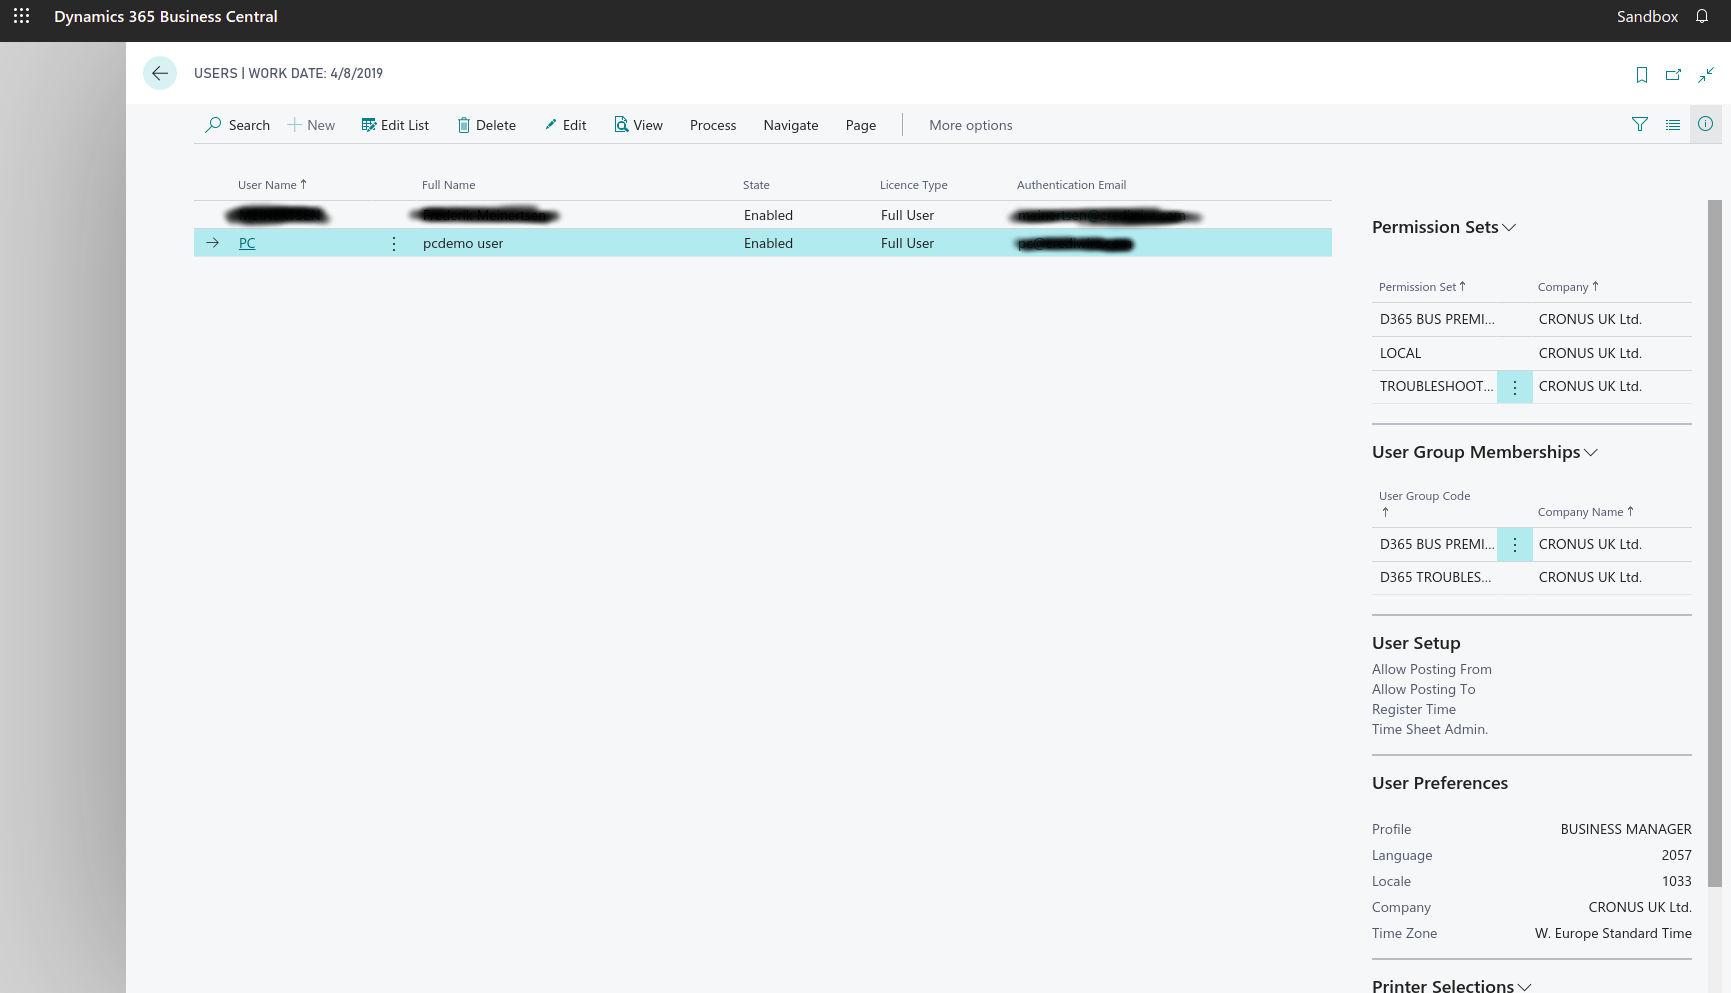 Dynamics 365 Business Central
Sandbox
USERS | WORK DATE: 4/8/2019
Search New Edit List Delete Edit View Process Navigate Page More options
User Name ↑ Full Name State Licence Type Authentication Email
Enabled Full User
PC pcdemo user Enabled Full User
Permission Sets
Permission Set ↑ Company ↑
D365 BUS PREMI... CRONUS UK Ltd.
LOCAL CRONUS UK Ltd.
TROUBLESHOOT... CRONUS UK Ltd.
User Group Memberships
User Group Code
↑ Company Name ↑
D365 BUS PREMI... CRONUS UK Ltd.
D365 TROUBLES... CRONUS UK Ltd.
User Setup
Allow Posting From
Allow Posting To
Register Time
Time Sheet Admin.
User Preferences
Profile BUSINESS MANAGER
Language 2057
Locale 1033
Company CRONUS UK Ltd.
Time Zone W. Europe Standard Time
Printer Selections